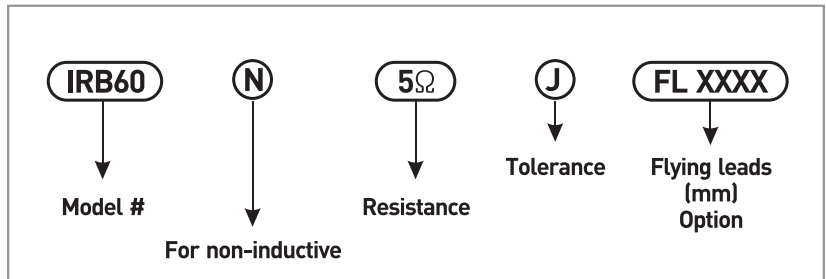 IRB60 N 5Ω J FL XXXX
Model #
For non-inductive
Resistance
Tolerance
Flying leads
(mm)
Option